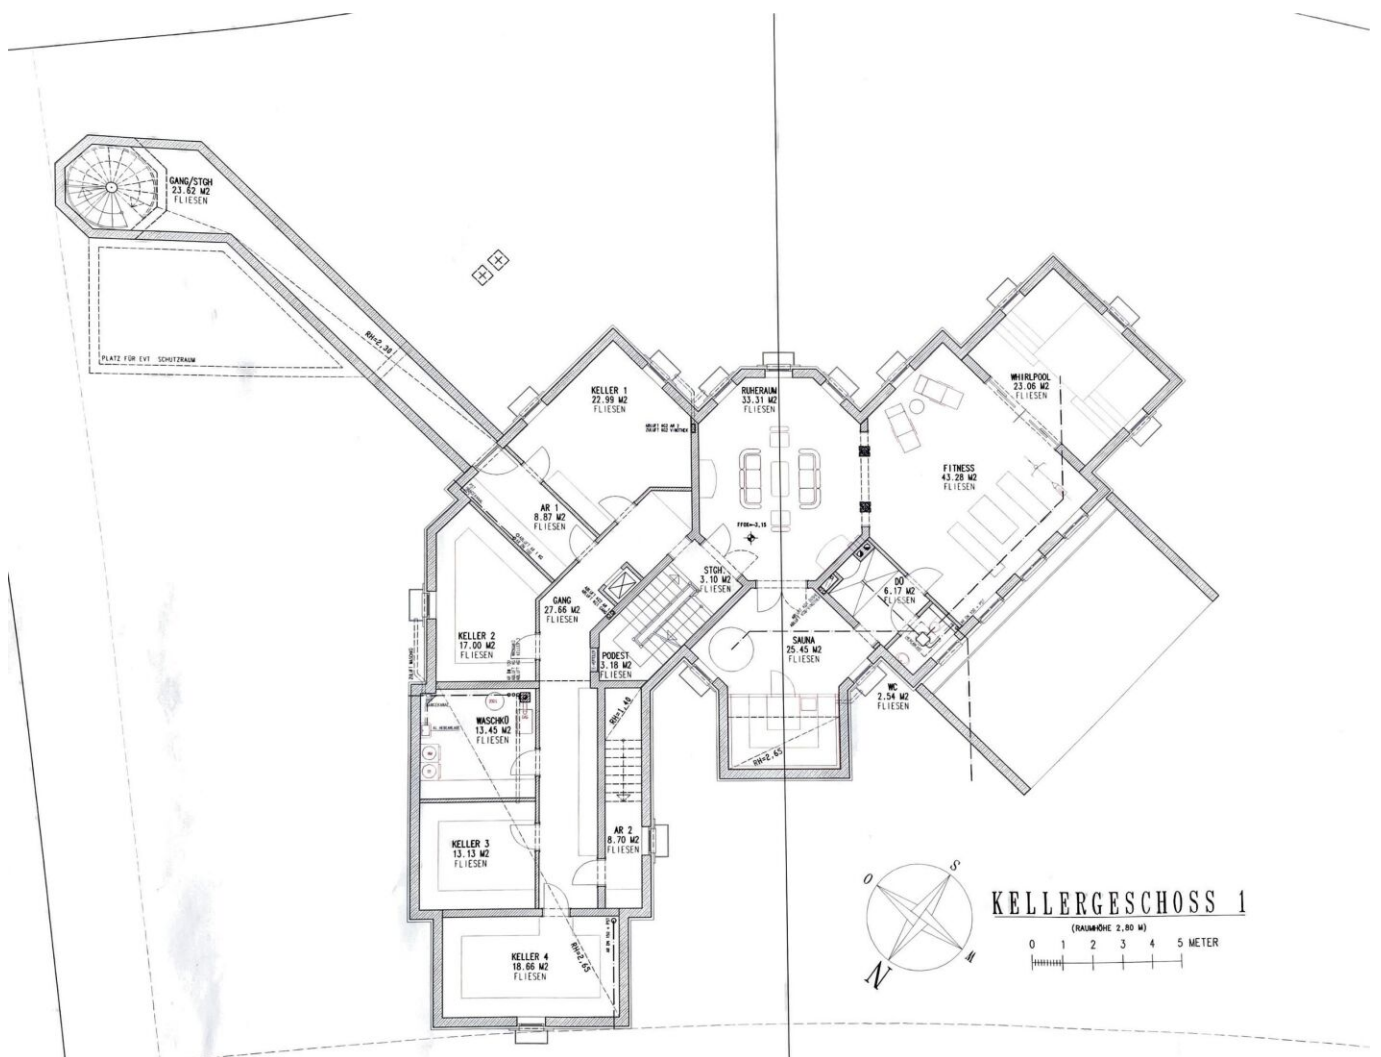 GANG/STGH
23.62 M2
FLIESEN
RH=2,30
PLATZ FÜR EVT. SCHUTZRAUM
KELLER 1
22.99 M2
FLIESEN
RUHERAUM
33.31 M2
FLIESEN
WHIRLPOOL
23.06 M2
FLIESEN
FITNESS
43.28 M2
FLIESEN
AR 1
8.87 M2
FLIESEN
STGH.
3.10 M2
FLIESEN
DU
6.17 M2
FLIESEN
GANG
27.66 M2
FLIESEN
KELLER 2
17.00 M2
FLIESEN
PODEST
3.18 M2
FLIESEN
SAUNA
25.45 M2
FLIESEN
WC
2.54 M2
FLIESEN
WASCHKÜ
13.45 M2
FLIESEN
RH=1,40
RH=2,65
KELLER 3
13.13 M2
FLIESEN
AR 2
8.70 M2
FLIESEN
KELLER 4
18.66 M2
FLIESEN
RH=2,65
O
S
N
W
KELLERGESCHOSS 1
(RAUMHÖHE 2,80 M)
0 1 2 3 4 5 METER